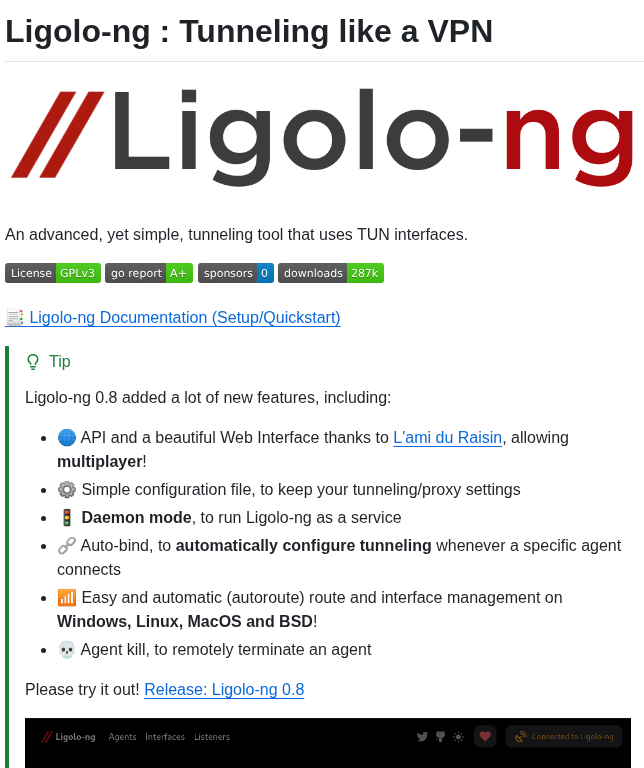 Ligolo-ng : Tunneling like a VPN
//Ligolo-ng
An advanced, yet simple, tunneling tool that uses TUN interfaces.
License GPLv3 go report A+ sponsors 0 downloads 287k
📑 Ligolo-ng Documentation (Setup/Quickstart)
Tip
Ligolo-ng 0.8 added a lot of new features, including:
• 🌐 API and a beautiful Web Interface thanks to L'ami du Raisin, allowing
multiplayer!
• ⚙️ Simple configuration file, to keep your tunneling/proxy settings
• 🚦 Daemon mode, to run Ligolo-ng as a service
• 🔗 Auto-bind, to automatically configure tunneling whenever a specific agent
connects
• 📶 Easy and automatic (autoroute) route and interface management on
Windows, Linux, MacOS and BSD!
• 💀 Agent kill, to remotely terminate an agent
Please try it out! Release: Ligolo-ng 0.8
//Ligolo-ng Agents Interfaces Listeners Connected to Ligolo-ng